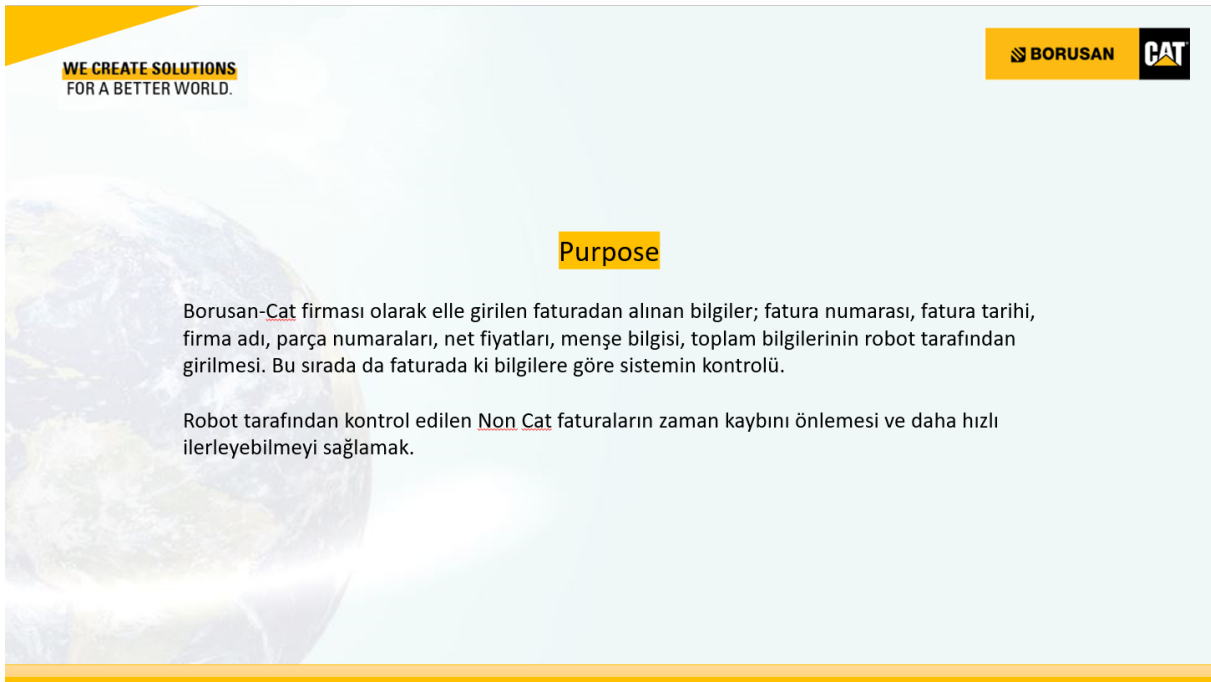 WE CREATE SOLUTIONS
FOR A BETTER WORLD.
BORUSAN CAT
Purpose
Borusan-Cat firması olarak elle girilen faturadan alınan bilgiler; fatura numarası, fatura tarihi,
firma adı, parça numaraları, net fiyatları, menşe bilgisi, toplam bilgilerinin robot tarafından
girilmesi. Bu sırada da faturada ki bilgilere göre sistemin kontrolü.
Robot tarafından kontrol edilen Non Cat faturaların zaman kaybını önlemesi ve daha hızlı
ilerleyebilmeyi sağlamak.